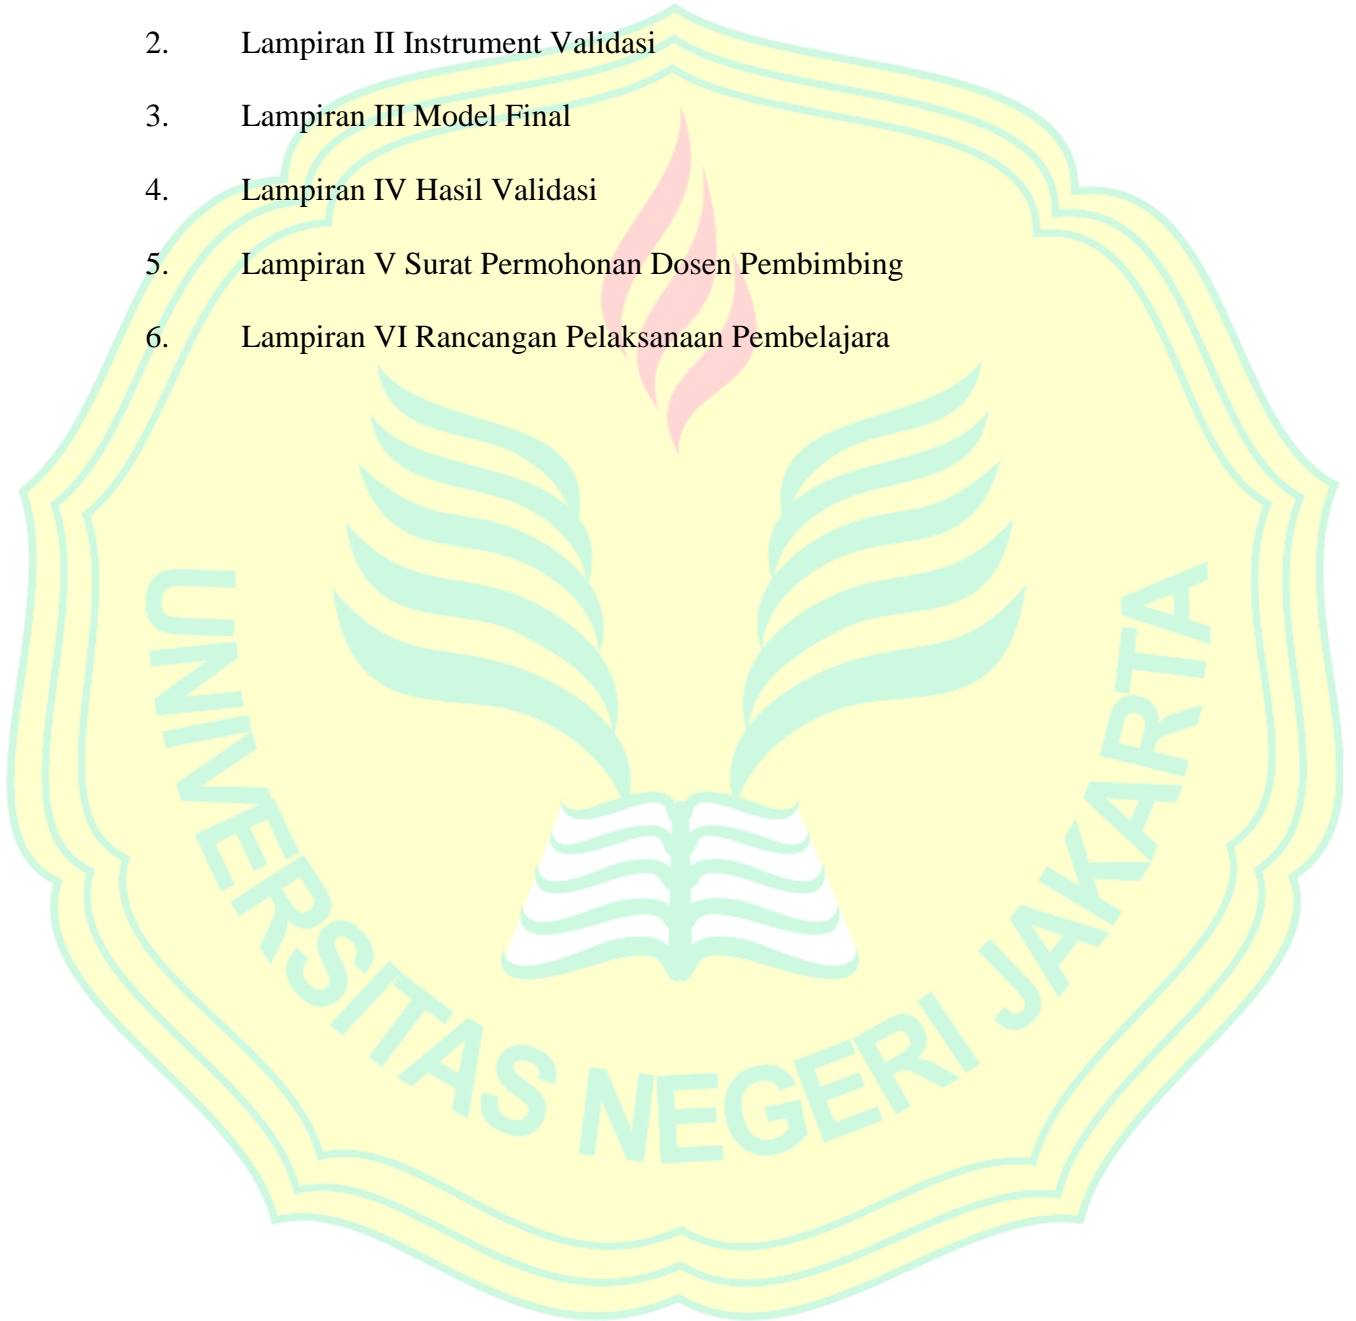 2. Lampiran II Instrument Validasi
3. Lampiran III Model Final
4. Lampiran IV Hasil Validasi
5. Lampiran V Surat Permohonan Dosen Pembimbing
6. Lampiran VI Rancangan Pelaksanaan Pembelajara
UNIVERSITAS NEGERI JAKARTA